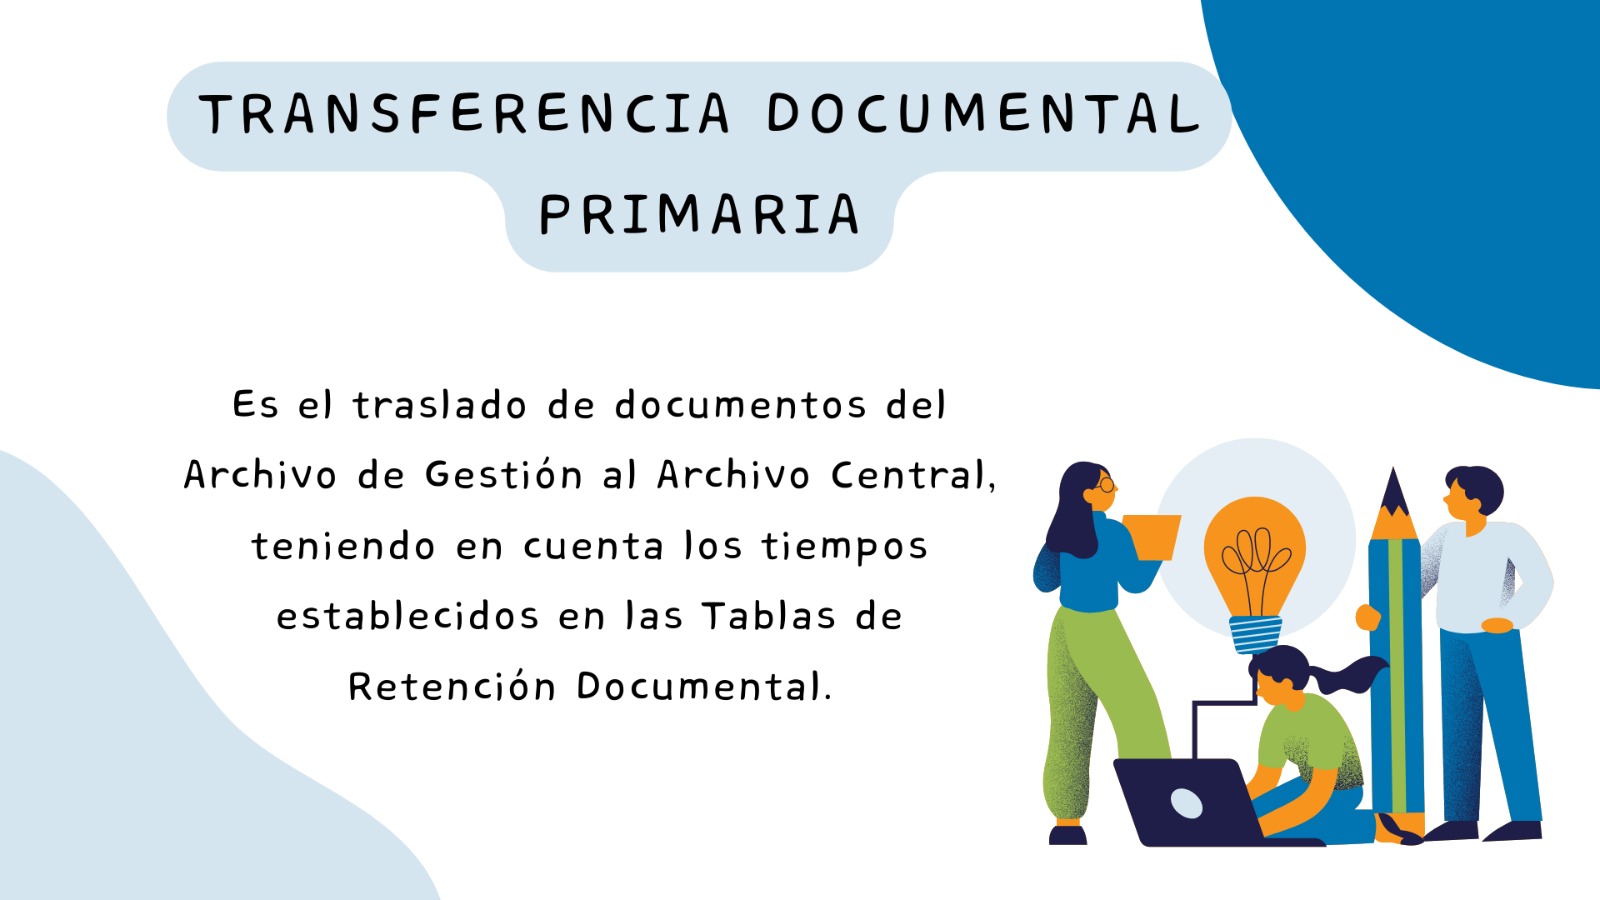 TRANSFERENCIA DOCUMENTAL
PRIMARIA
Es el traslado de documentos del
Archivo de Gestión al Archivo Central,
teniendo en cuenta los tiempos
establecidos en las Tablas de
Retención Documental.